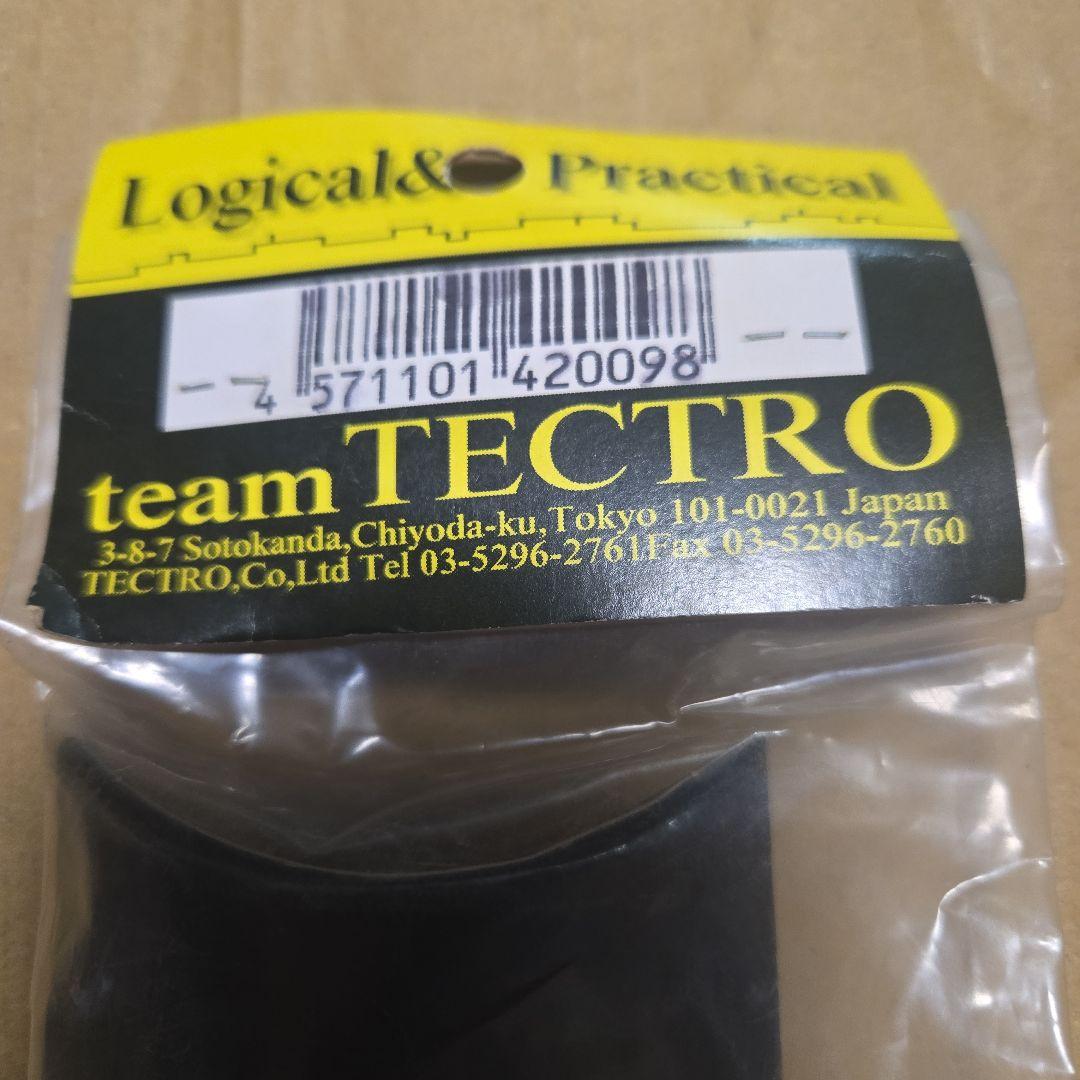 Logical& Practical
4 571101 420098
team TECTRO
3-8-7 Sotokanda,Chiyoda-ku,Tokyo 101-0021 Japan
TECTRO,Co,Ltd Tel 03-5296-2761Fax 03-5296-2760